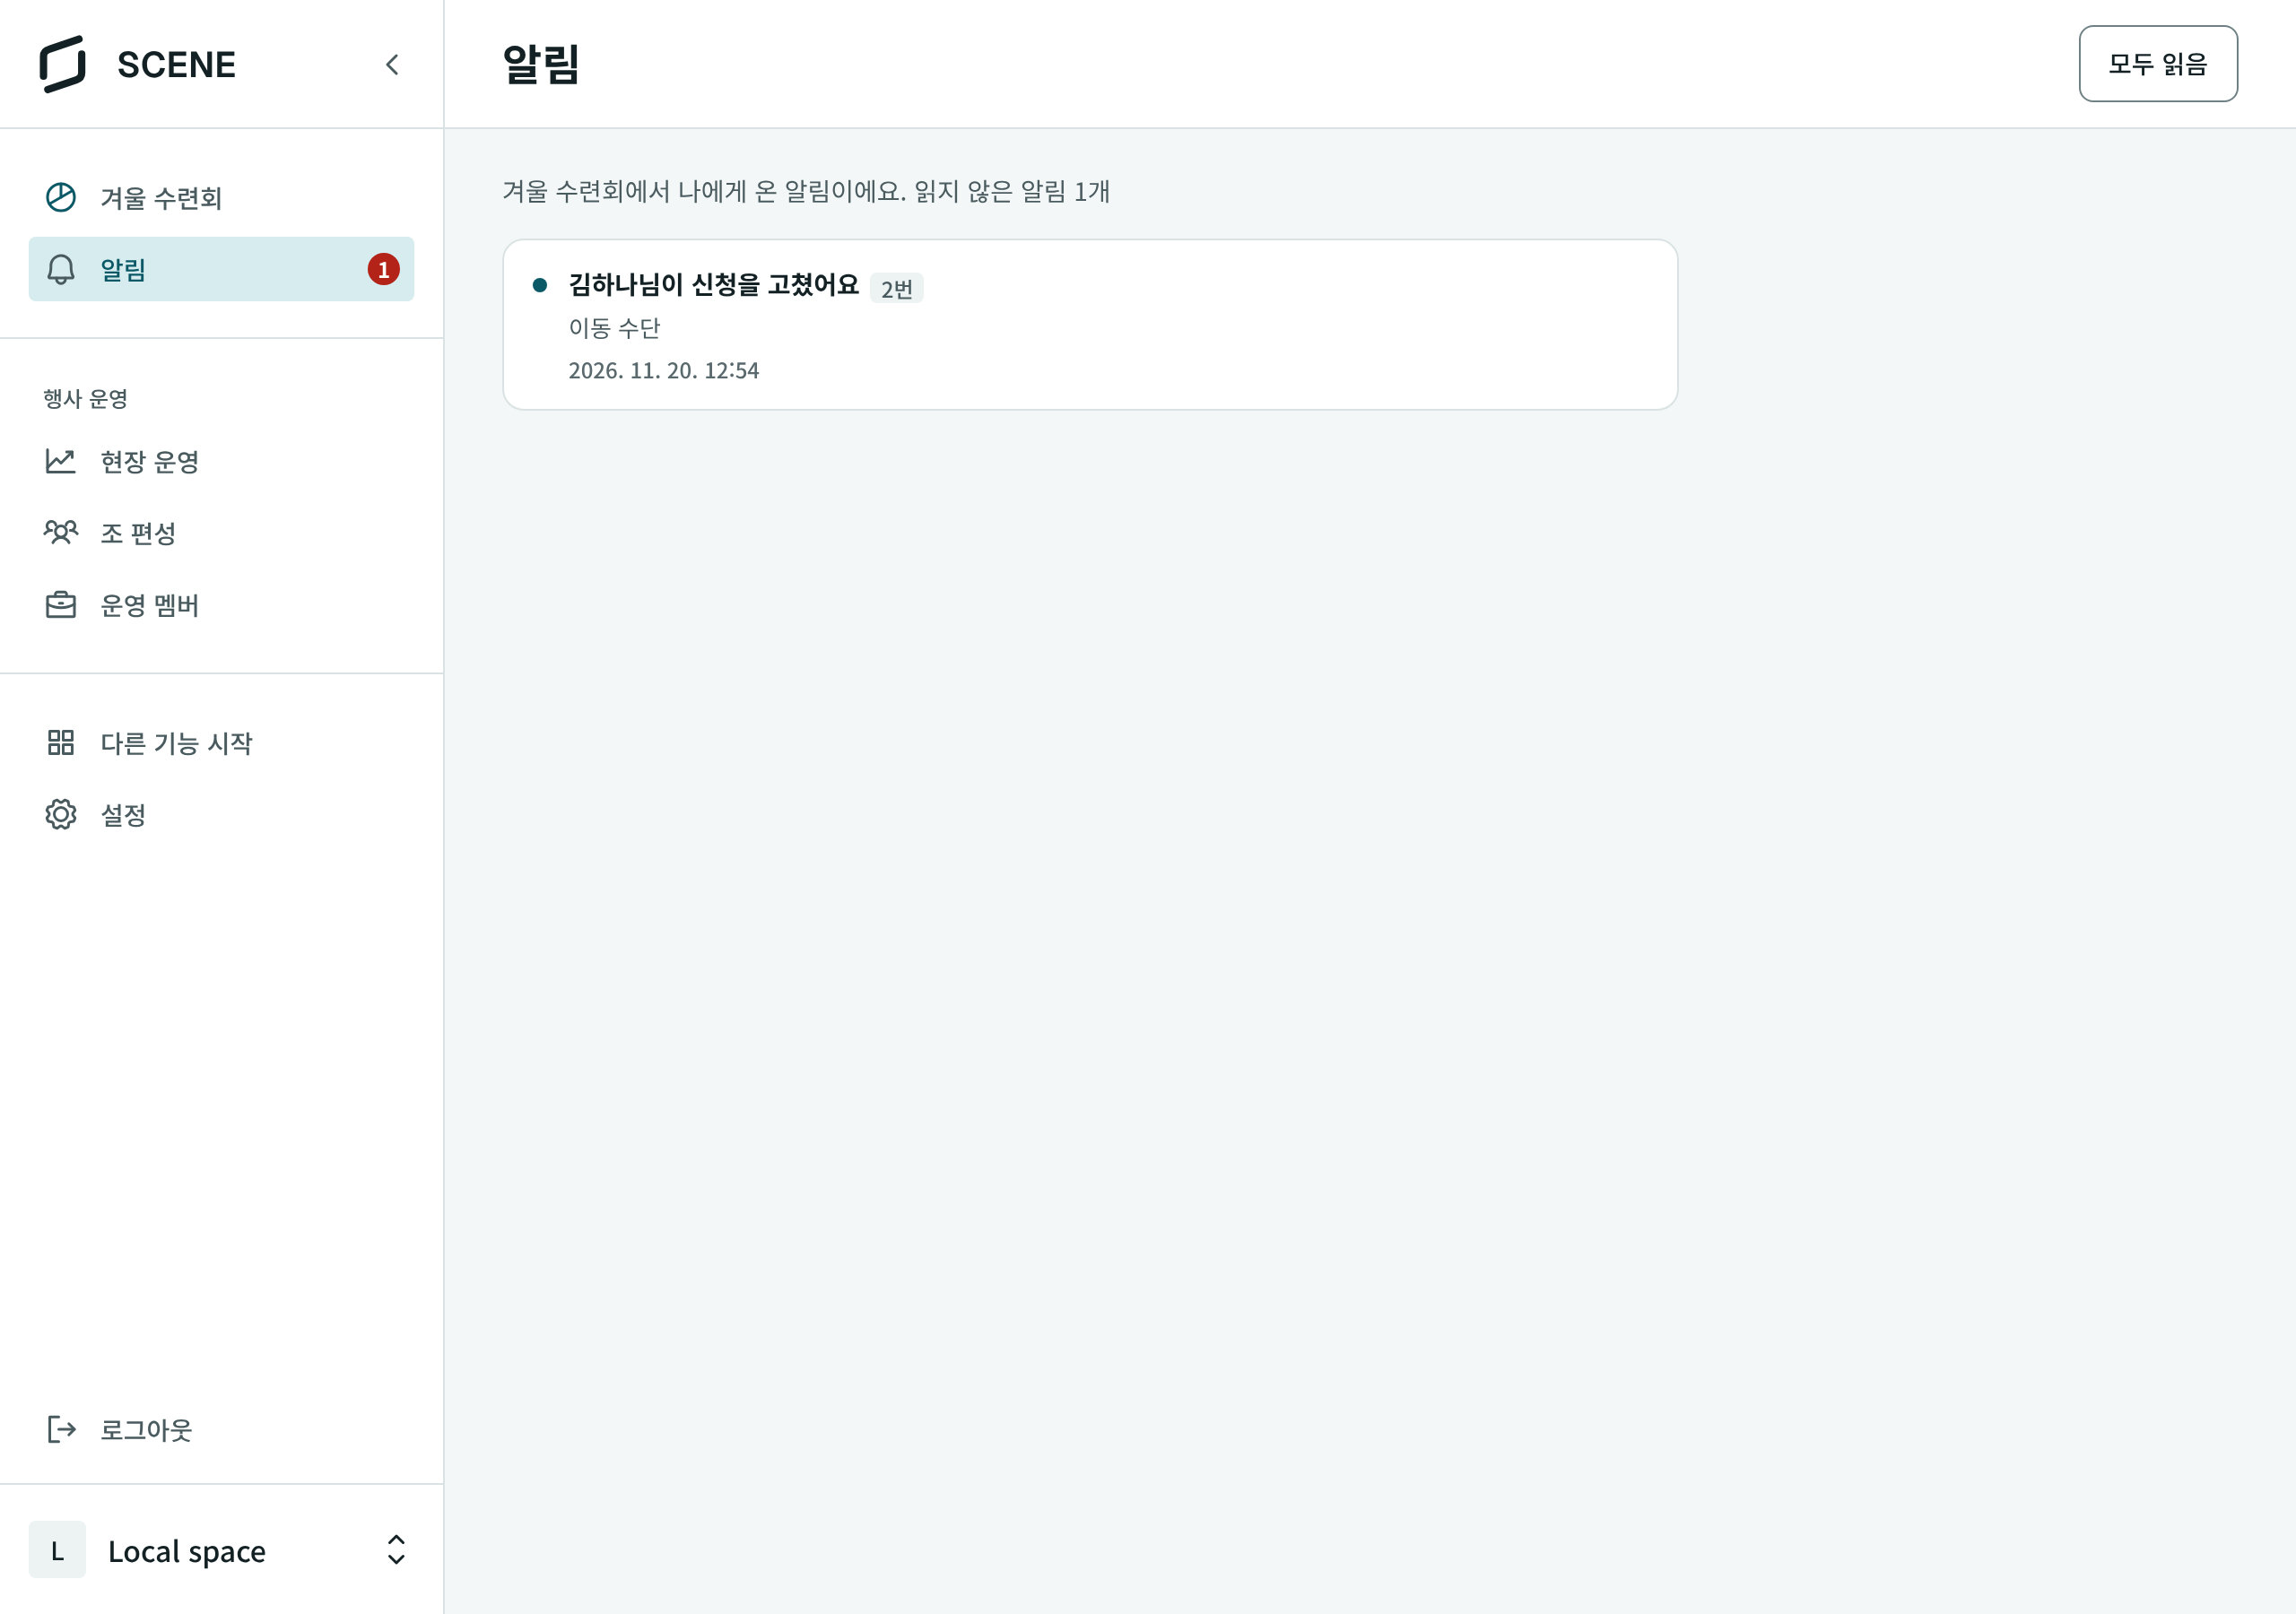 SCENE
겨울 수련회
알림 1
행사 운영
현장 운영
조 편성
운영 멤버
다른 기능 시작
설정
로그아웃
L Local space
알림
모두 읽음
겨울 수련회에서 나에게 온 알림이에요. 읽지 않은 알림 1개
김하나님이 신청을 고쳤어요 2번
이동 수단
2026. 11. 20. 12:54